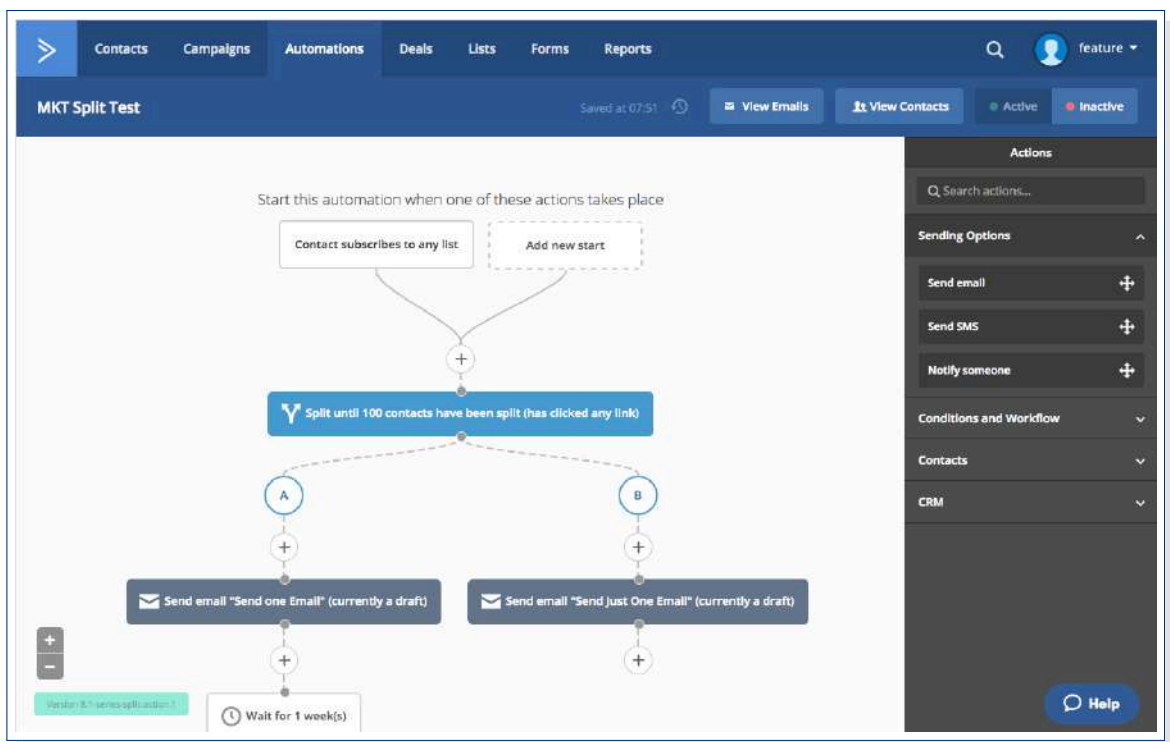 Contacts Campaigns Automations Deals Lists Forms Reports feature
MKT Split Test Saved at 07:51 View Emails View Contacts Active Inactive
Actions
Search actions...
Start this automation when one of these actions takes place
Contact subscribes to any list Add new start
Sending Options
Send email
Send SMS
Notify someone
Conditions and Workflow
Contacts
CRM
+
Split until 100 contacts have been split (has clicked any link)
A B
+ +
Send email "Send one Email" (currently a draft) Send email "Send Just One Email" (currently a draft)
+ +
+
−
Wait for 1 week(s)
Help